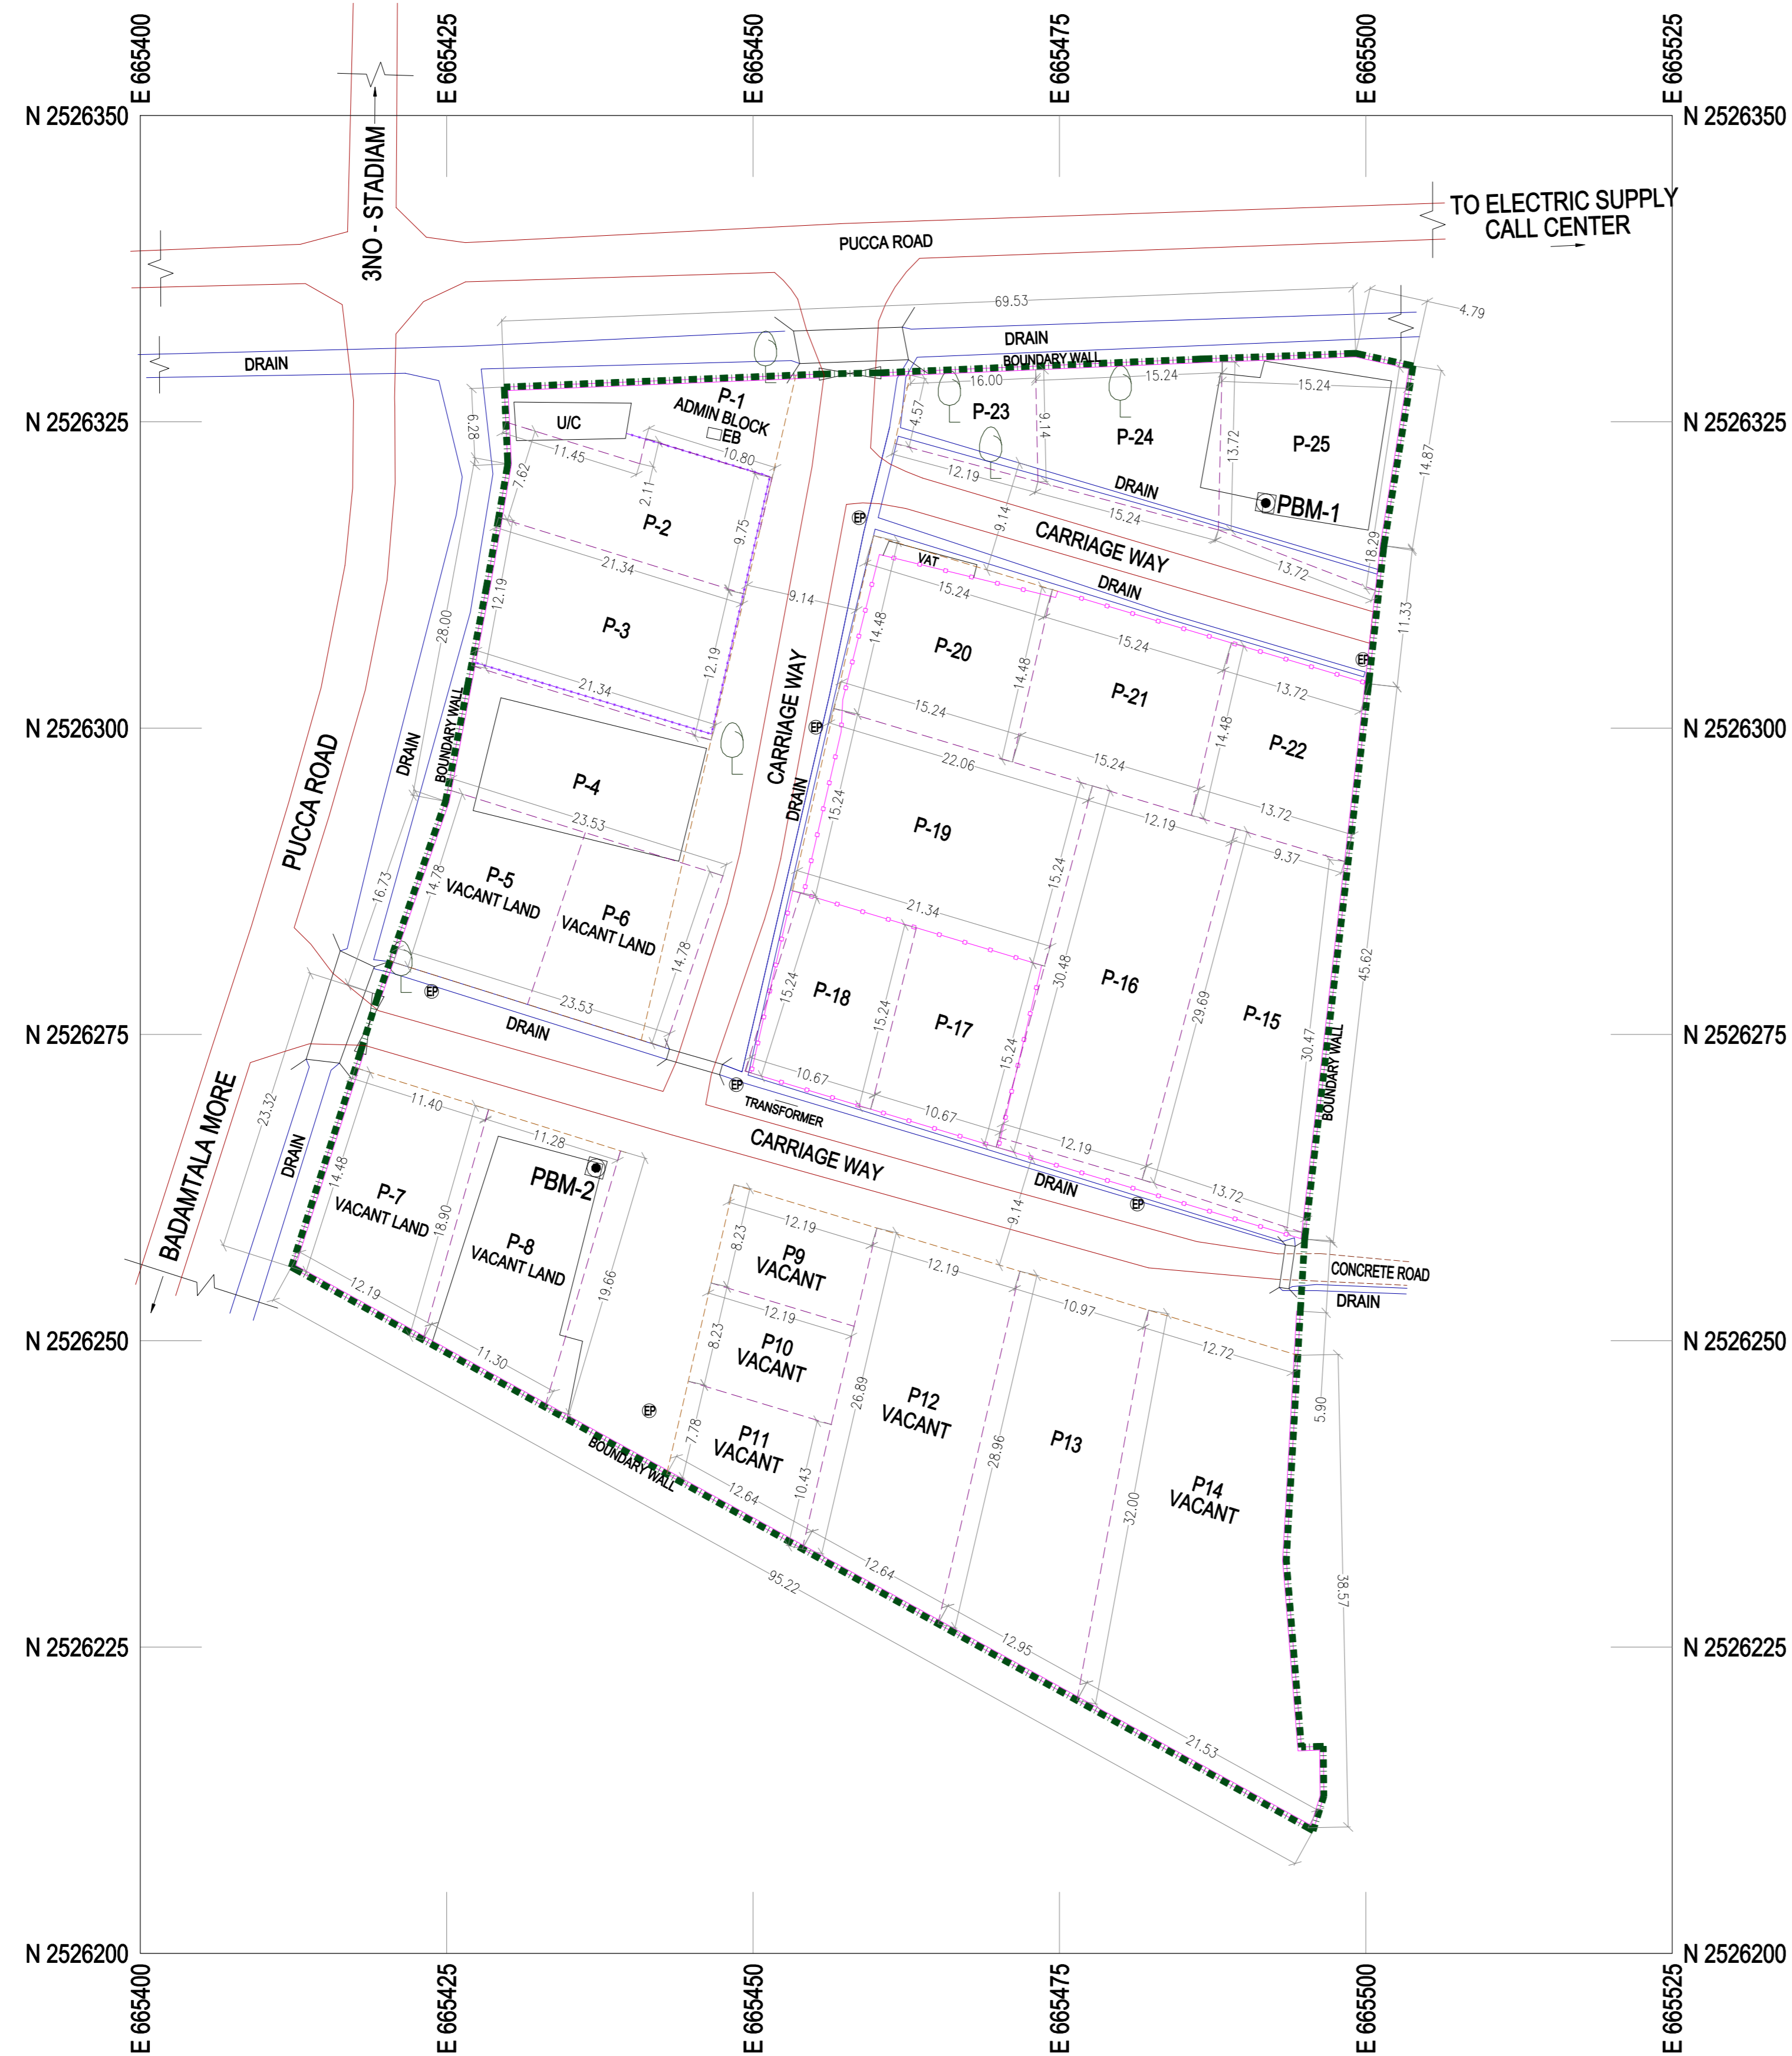 E 665400
E 665425
E 665450
E 665475
E 665500
E 665525
N 2526350
N 2526350
3NO - STADIAM
TO ELECTRIC SUPPLY
CALL CENTER
PUCCA ROAD
69.53
4.79
DRAIN
DRAIN
BOUNDARY WALL
16.00
15.24
15.24
P-1
ADMIN BLOCK
EB
U/C
6.28
11.45
10.80
7.62
2.11
4.57
P-23
9.14
P-24
13.72
P-25
14.87
N 2526325
N 2526325
12.19
DRAIN
15.24
PBM-1
P-2
9.75
EP
9.14
CARRIAGE WAY
13.72
18.29
21.34
VAT
DRAIN
12.19
9.14
15.24
11.33
P-3
28.00
14.48
P-20
15.24
EP
12.19
14.48
P-21
13.72
21.34
15.24
14.48
P-22
BOUNDARY WALL
CARRIAGE WAY
EP
N 2526300
N 2526300
DRAIN
22.06
15.24
PUCCA ROAD
P-4
DRAIN
15.24
13.72
P-19
12.19
23.53
9.37
14.78
P-5
VACANT LAND
15.24
16.73
P-6
VACANT LAND
21.34
14.78
30.48
45.62
EP
P-18
P-16
15.24
15.24
29.69
23.53
DRAIN
P-17
P-15
N 2526275
N 2526275
15.24
30.47
BOUNDARY WALL
10.67
EP
BADAMTALA MORE
23.32
11.40
TRANSFORMER
10.67
11.28
CARRIAGE WAY
12.19
DRAIN
14.48
PBM-2
13.72
DRAIN
EP
P-7
VACANT LAND
18.90
9.14
12.19
P-8
VACANT LAND
8.23
P9
VACANT
12.19
CONCRETE ROAD
12.19
19.66
10.97
DRAIN
12.19
N 2526250
N 2526250
8.23
P10
VACANT
12.72
11.30
26.89
P12
VACANT
5.90
EP
7.78
P11
VACANT
28.96
P13
BOUNDARY WALL
12.64
10.43
32.00
P14
VACANT
12.64
95.22
38.57
12.95
N 2526225
N 2526225
21.53
N 2526200
N 2526200
E 665400
E 665425
E 665450
E 665475
E 665500
E 665525